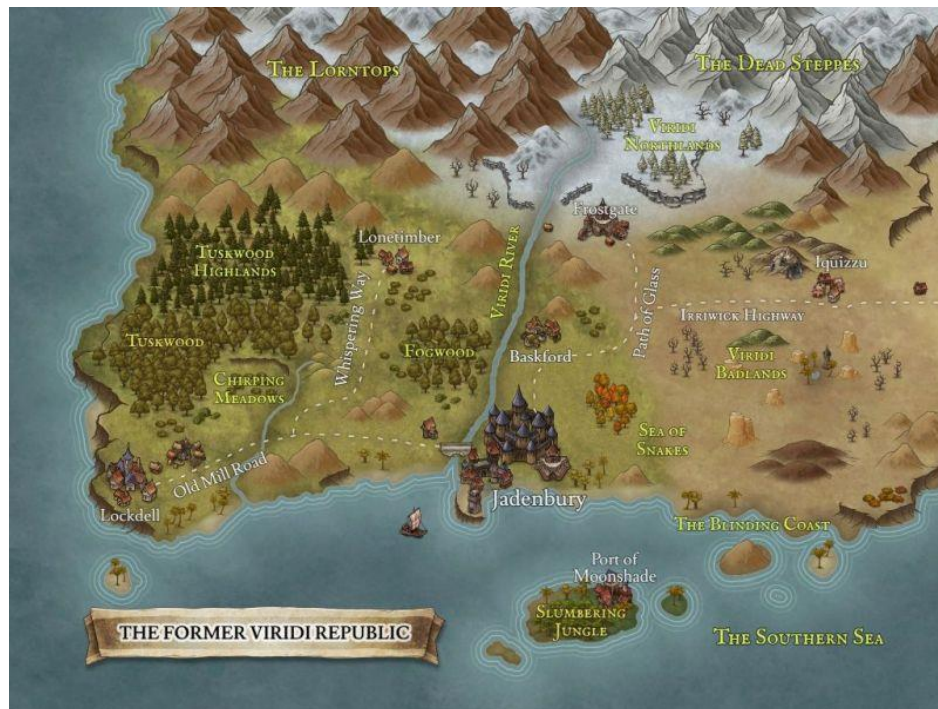 The Lorntops
The Dead Steppes
Viridi
Northlands
Frostgate
Lonetimber
Tuskwood
Highlands
Viridi River
Iquizzu
Whispering Way
Path of Glass
Irriwick Highway
Tuskwood
Fogwood
Baskford
Viridi
Badlands
Chirping
Meadows
Sea of
Snakes
Old Mill Road
Lockdell
Jadenbury
The Blinding Coast
Port of
Moonshade
Slumbering
Jungle
THE FORMER VIRIDI REPUBLIC
The Southern Sea